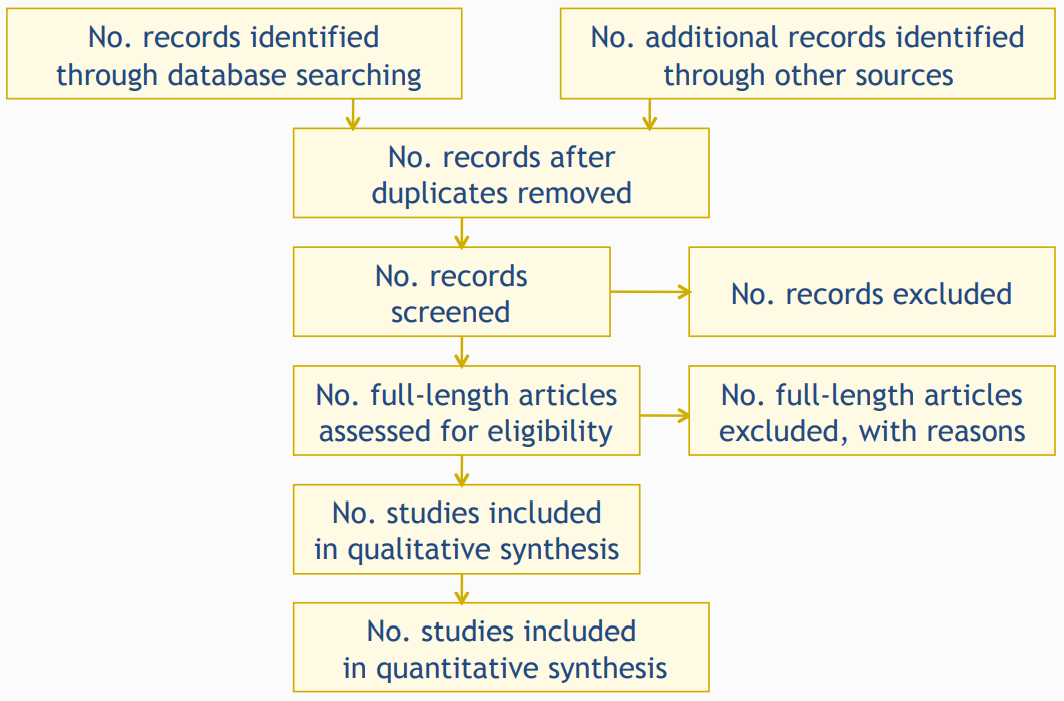 No. records identified
through database searching
No. additional records identified
through other sources
No. records after
duplicates removed
No. records
screened
No. records excluded
No. full-length articles
assessed for eligibility
No. full-length articles
excluded, with reasons
No. studies included
in qualitative synthesis
No. studies included
in quantitative synthesis